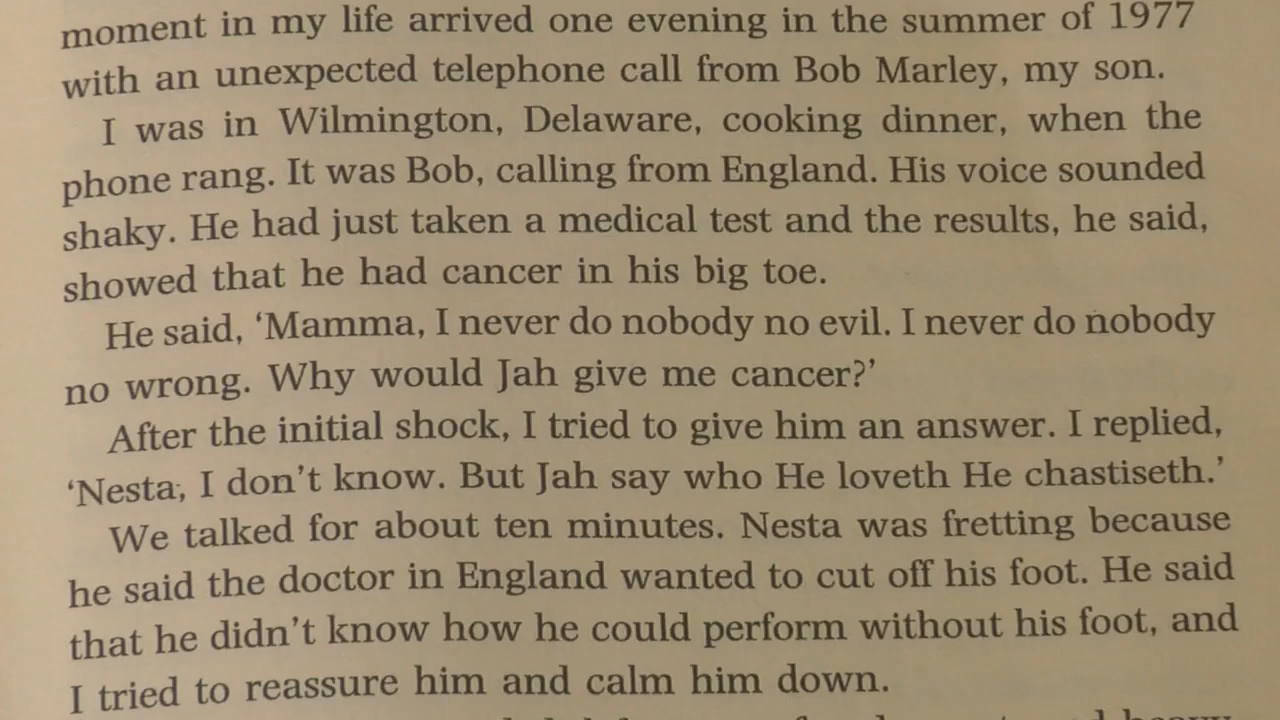 moment in my life arrived one evening in the summer of 1977
with an unexpected telephone call from Bob Marley, my son.
I was in Wilmington, Delaware, cooking dinner, when the
phone rang. It was Bob, calling from England. His voice sounded
shaky. He had just taken a medical test and the results, he said,
showed that he had cancer in his big toe.
He said, ‘Mamma, I never do nobody no evil. I never do nobody
no wrong. Why would Jah give me cancer?’
After the initial shock, I tried to give him an answer. I replied,
‘Nesta, I don’t know. But Jah say who He loveth He chastiseth.’
We talked for about ten minutes. Nesta was fretting because
he said the doctor in England wanted to cut off his foot. He said
that he didn’t know how he could perform without his foot, and
I tried to reassure him and calm him down.